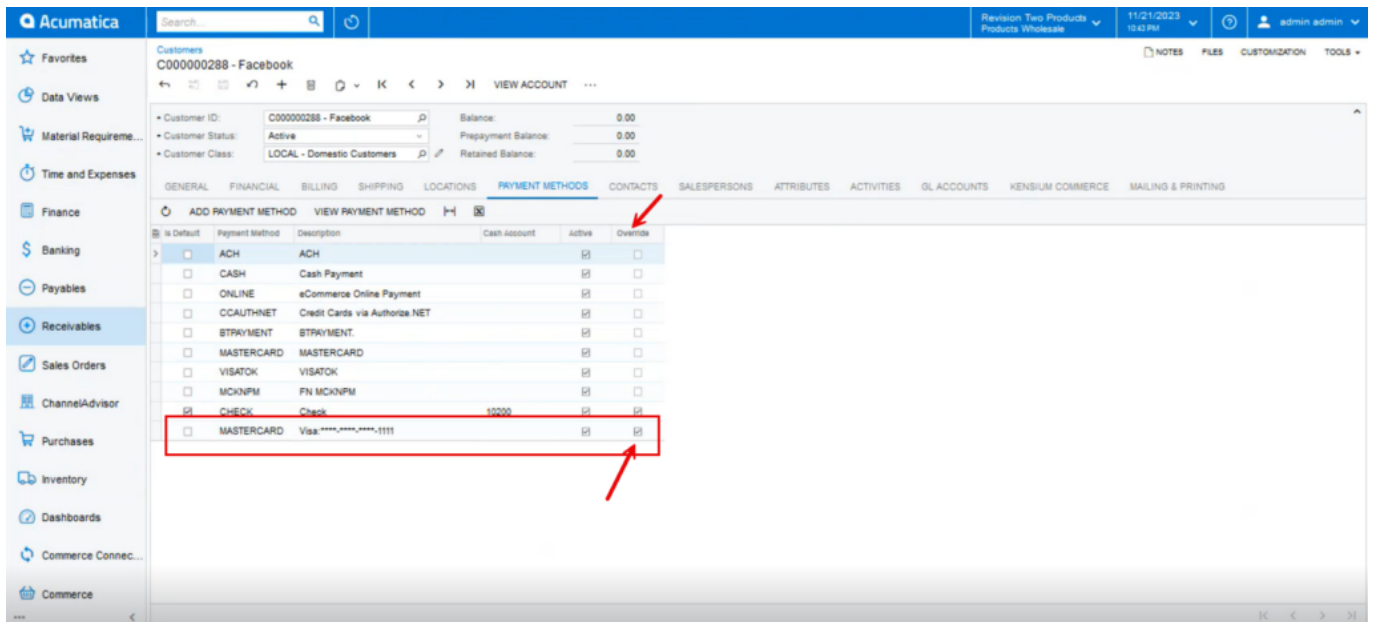 Acumatica
Search...
Revision Two Products
Products Wholesale
11/21/2023
10:43 PM
admin admin
Favorites
Data Views
Material Requireme...
Time and Expenses
Finance
Banking
Payables
Receivables
Sales Orders
ChannelAdvisor
Purchases
Inventory
Dashboards
Commerce Connec...
Commerce
Customers
C000000288 - Facebook
NOTES FILES CUSTOMIZATION TOOLS
VIEW ACCOUNT ...
Customer ID: C000000288 - Facebook Balance: 0.00
Customer Status: Active Prepayment Balance: 0.00
Customer Class: LOCAL - Domestic Customers Retained Balance: 0.00
GENERAL FINANCIAL BILLING SHIPPING LOCATIONS PAYMENT METHODS CONTACTS SALESPERSONS ATTRIBUTES ACTIVITIES GL ACCOUNTS KENSIUM COMMERCE MAILING & PRINTING
ADD PAYMENT METHOD VIEW PAYMENT METHOD
Is Default Payment Method Description Cash Account Active Override
ACH ACH
CASH Cash Payment
ONLINE eCommerce Online Payment
CCAUTHNET Credit Cards via Authorize.NET
BTPAYMENT BTPAYMENT.
MASTERCARD MASTERCARD
VISATOK VISATOK
MCKNPM FN MCKNPM
CHECK Check 10200
MASTERCARD Visa:****-****-****-1111